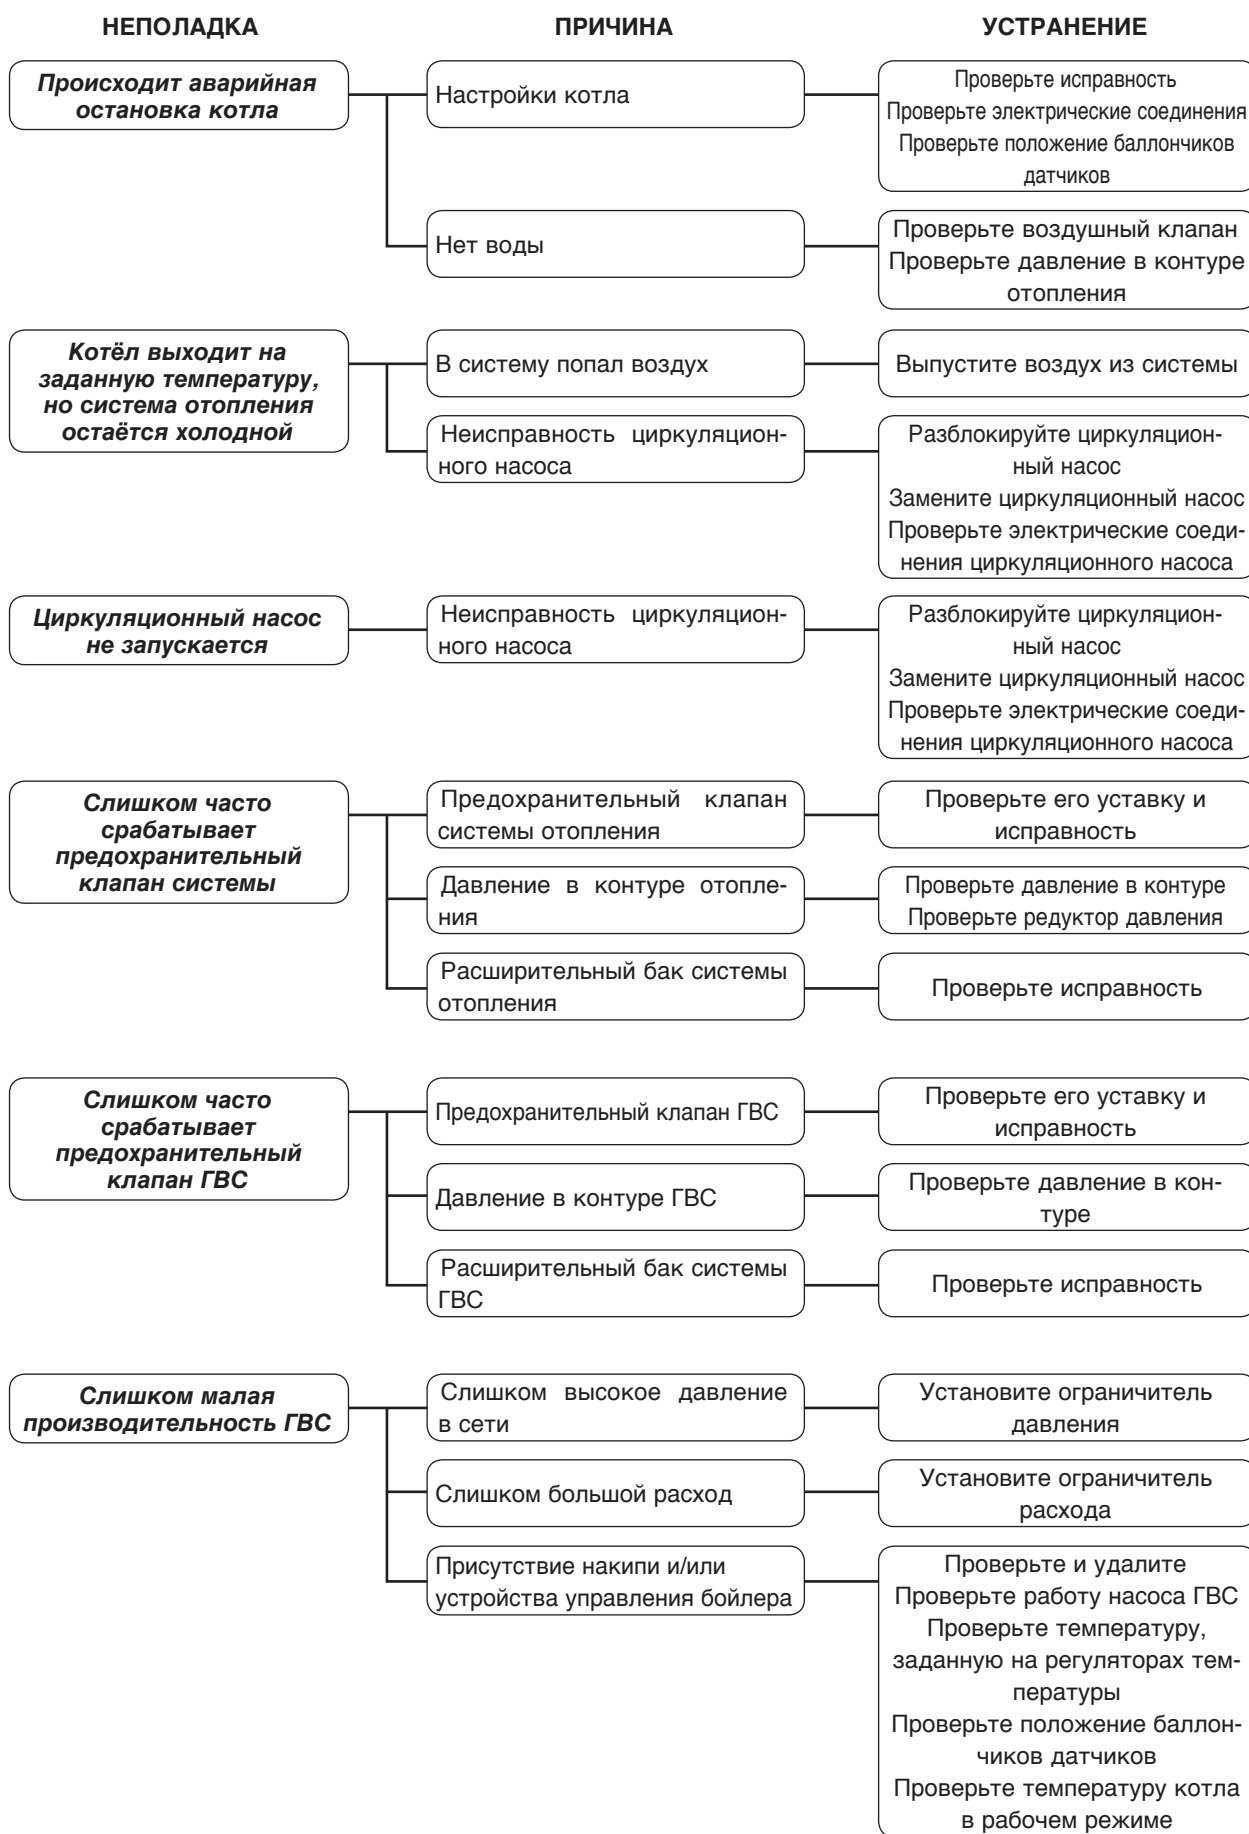 НЕПОЛАДКА
ПРИЧИНА
УСТРАНЕНИЕ
Происходит аварийная
остановка котла
Настройки котла
Проверьте исправность
Проверьте электрические соединения
Проверьте положение баллончиков
датчиков
Нет воды
Проверьте воздушный клапан
Проверьте давление в контуре
отопления
Котёл выходит на
заданную температуру,
но система отопления
остаётся холодной
В систему попал воздух
Выпустите воздух из системы
Неисправность циркуляцион-
ного насоса
Разблокируйте циркуляцион-
ный насос
Замените циркуляционный насос
Проверьте электрические соеди-
нения циркуляционного насоса
Циркуляционный насос
не запускается
Неисправность циркуляцион-
ного насоса
Разблокируйте циркуляцион-
ный насос
Замените циркуляционный насос
Проверьте электрические соеди-
нения циркуляционного насоса
Слишком часто
срабатывает
предохранительный
клапан системы
Предохранительный клапан
системы отопления
Проверьте его уставку и
исправность
Давление в контуре отопле-
ния
Проверьте давление в контуре
Проверьте редуктор давления
Расширительный бак системы
отопления
Проверьте исправность
Слишком часто
срабатывает
предохранительный
клапан ГВС
Предохранительный клапан ГВС
Проверьте его уставку и
исправность
Давление в контуре ГВС
Проверьте давление в кон-
туре
Расширительный бак системы
ГВС
Проверьте исправность
Слишком малая
производительность ГВС
Слишком высокое давление
в сети
Установите ограничитель
давления
Слишком большой расход
Установите ограничитель
расхода
Присутствие накипи и/или
устройства управления бойлера
Проверьте и удалите
Проверьте работу насоса ГВС
Проверьте температуру,
заданную на регуляторах тем-
пературы
Проверьте положение баллон-
чиков датчиков
Проверьте температуру котла
в рабочем режиме